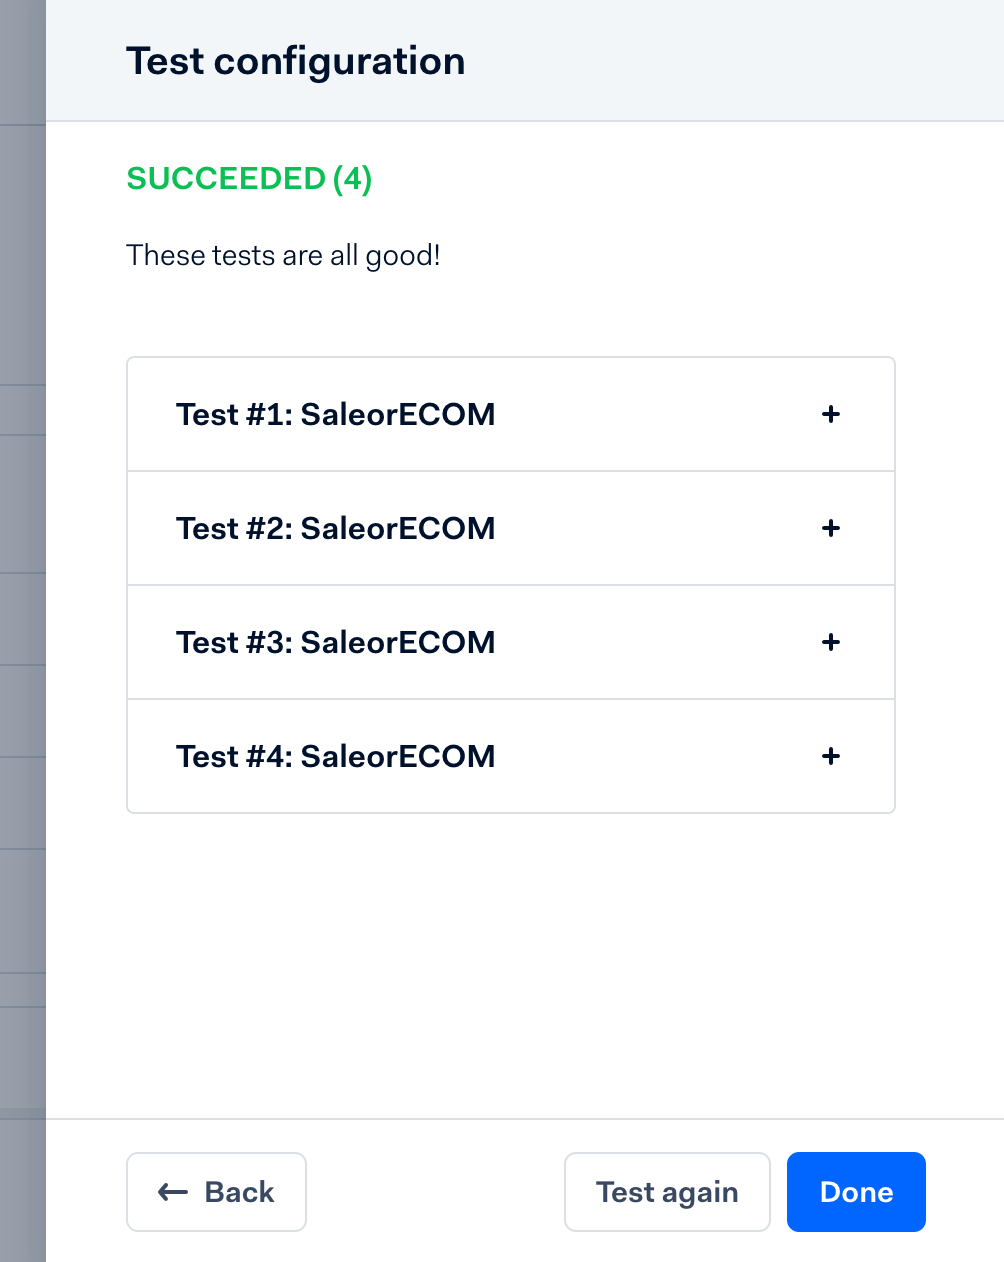 Test configuration
SUCCEEDED (4)
These tests are all good!
Test #1: SaleorECOM +
Test #2: SaleorECOM +
Test #3: SaleorECOM +
Test #4: SaleorECOM +
← Back Test again Done